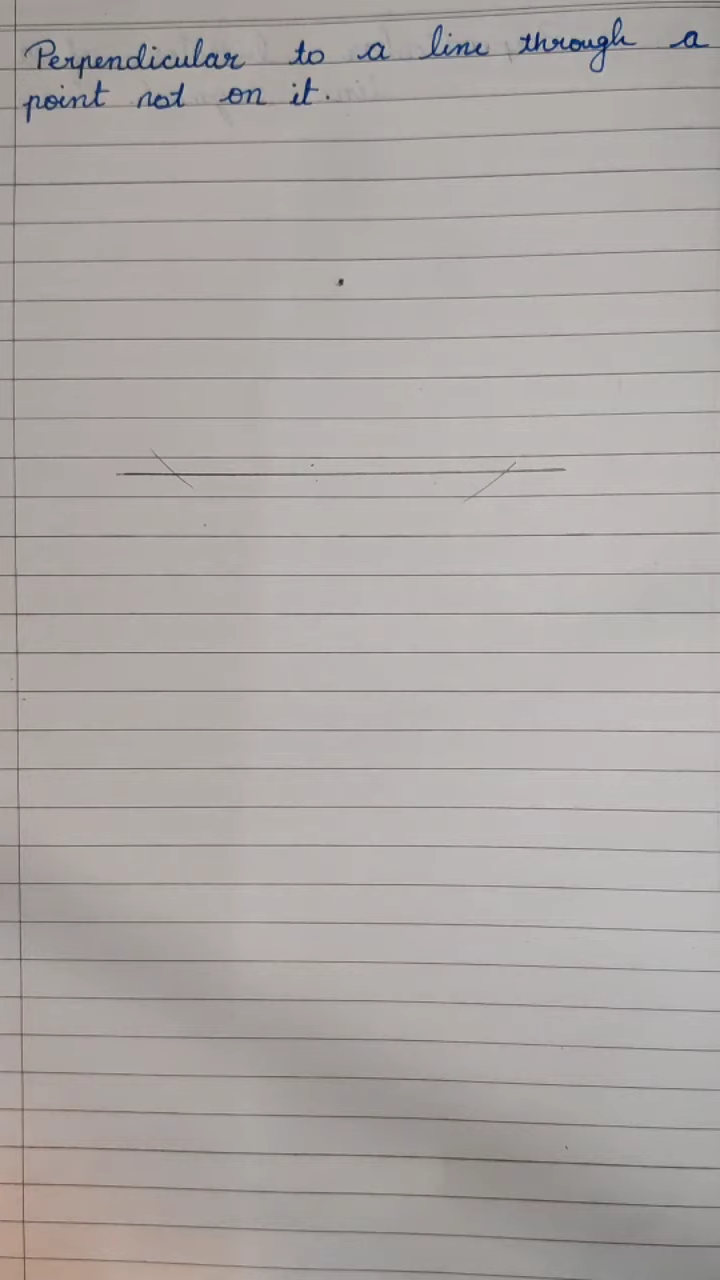 Perpendicular to a line through a
point not on it.